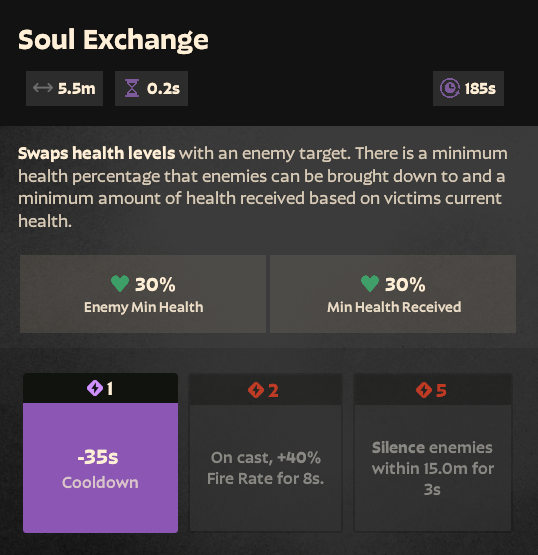 Soul Exchange
5.5m
0.2s
185s
Swaps health levels with an enemy target. There is a minimum
health percentage that enemies can be brought down to and a
minimum amount of health received based on victims current
health.
30%
Enemy Min Health
30%
Min Health Received
1
-35s
Cooldown
2
On cast, +40%
Fire Rate for 8s.
5
Silence enemies
within 15.0m for
3s